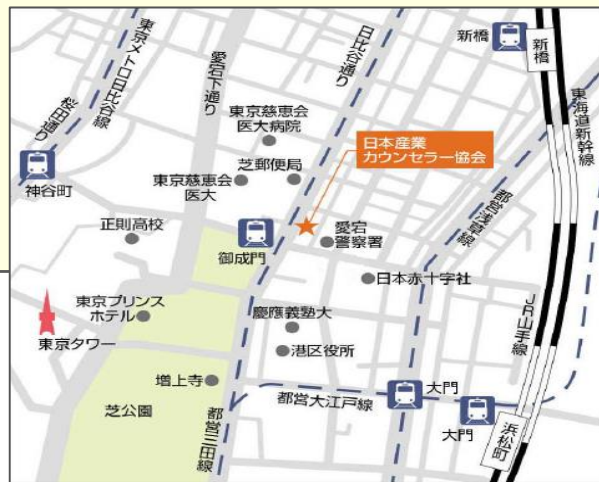 新橋
新橋
東京メトロ日比谷線
桜田通り
愛宕下通り
日比谷通り
東海道新幹線
東京慈恵会
医大病院
日本産業
カウンセラー協会
芝郵便局
神谷町
東京慈恵会
医大
都営浅草線
正則高校
愛宕
警察署
御成門
日本赤十字社
東京プリンス
ホテル
慶應義塾大
JR山手線
東京タワー
港区役所
増上寺
大門
都営大江戸線
芝公園
大門
浜松町
都営三田線